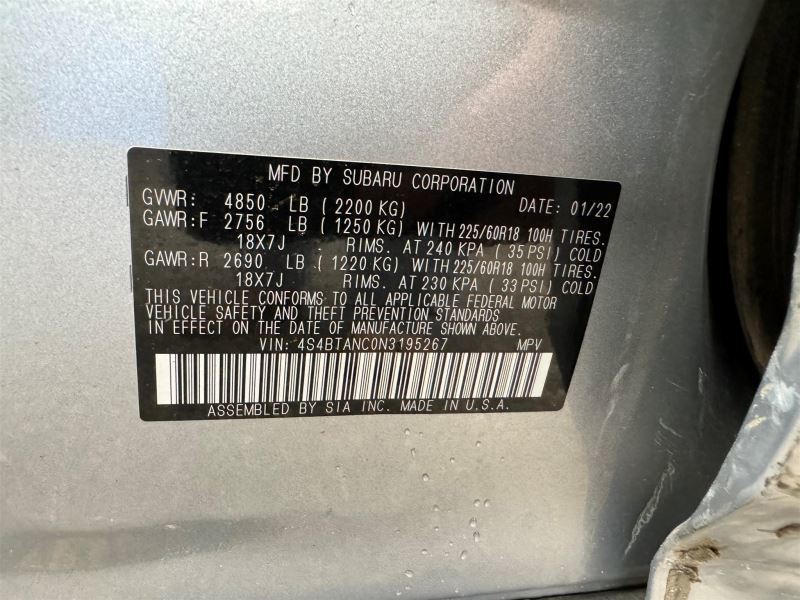 MFD BY SUBARU CORPORATION
GVWR: 4850 LB ( 2200 KG) DATE: 01/22
GAWR:F 2756 LB ( 1250 KG) WITH 225/60R18 100H TIRES.
18X7J RIMS. AT 240 KPA ( 35 PSI) COLD
GAWR:R 2690 LB ( 1220 KG) WITH 225/60R18 100H TIRES.
18X7J RIMS. AT 230 KPA ( 33 PSI) COLD
THIS VEHICLE CONFORMS TO ALL APPLICABLE FEDERAL MOTOR
VEHICLE SAFETY AND THEFT PREVENTION STANDARDS
IN EFFECT ON THE DATE OF MANUFACTURE SHOWN ABOVE.
VIN: 4S4BTANC0N3195267 MPV
ASSEMBLED BY SIA INC. MADE IN U.S.A.